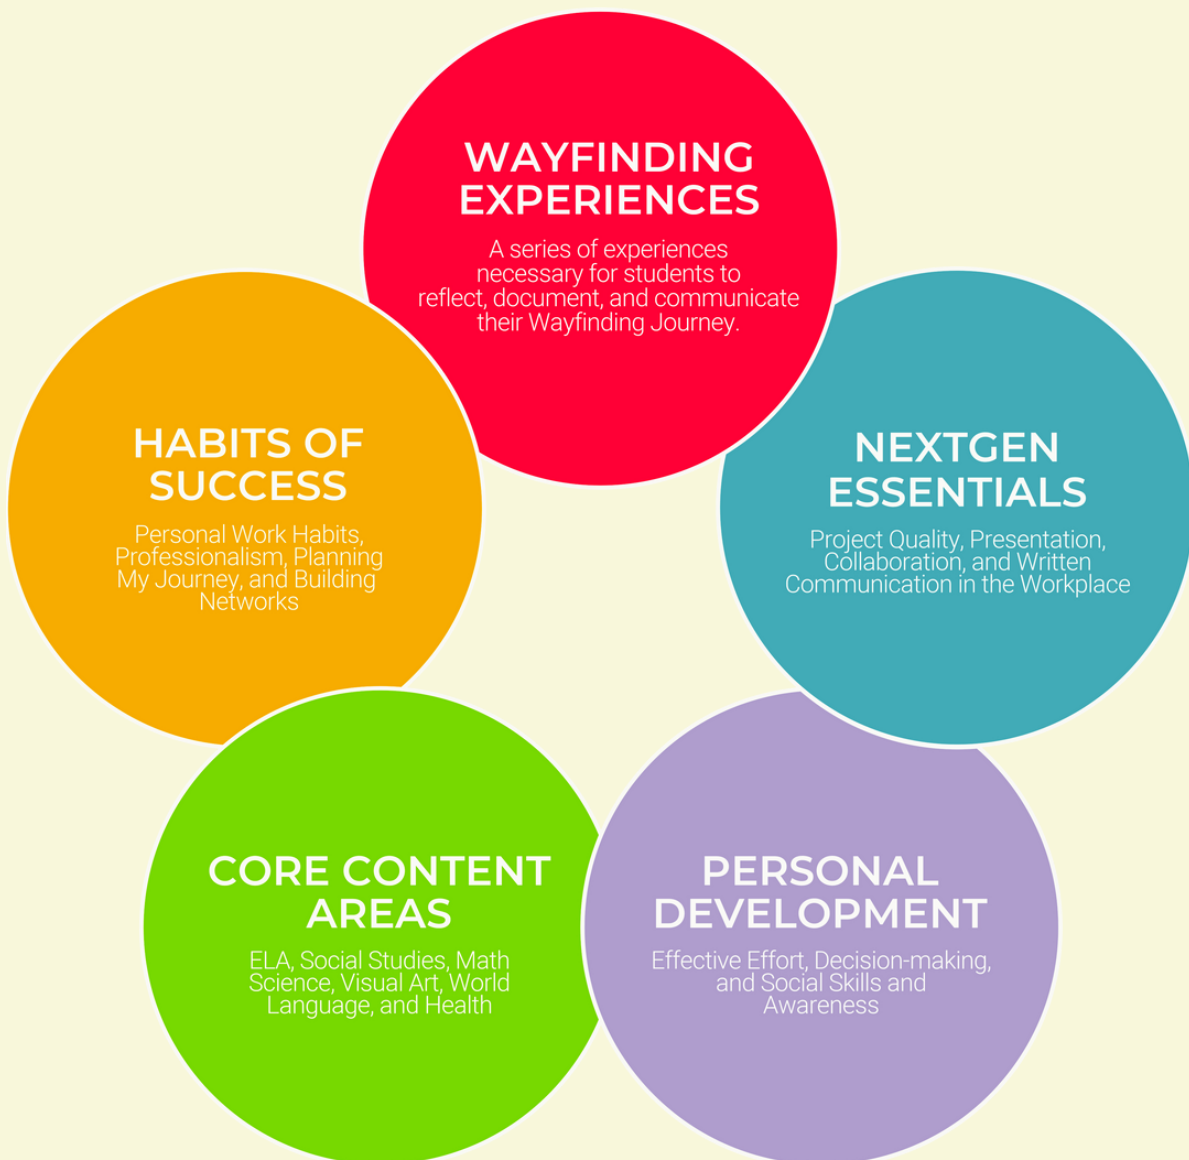 WAYFINDING
EXPERIENCES
A series of experiences
necessary for students to
reflect, document, and communicate
their Wayfinding Journey.
HABITS OF
SUCCESS
Personal Work Habits,
Professionalism, Planning
My Journey, and Building
Networks
NEXTGEN
ESSENTIALS
Project Quality, Presentation,
Collaboration, and Written
Communication in the Workplace
CORE CONTENT
AREAS
ELA, Social Studies, Math
Science, Visual Art, World
Language, and Health
PERSONAL
DEVELOPMENT
Effective Effort, Decision-making,
and Social Skills and
Awareness